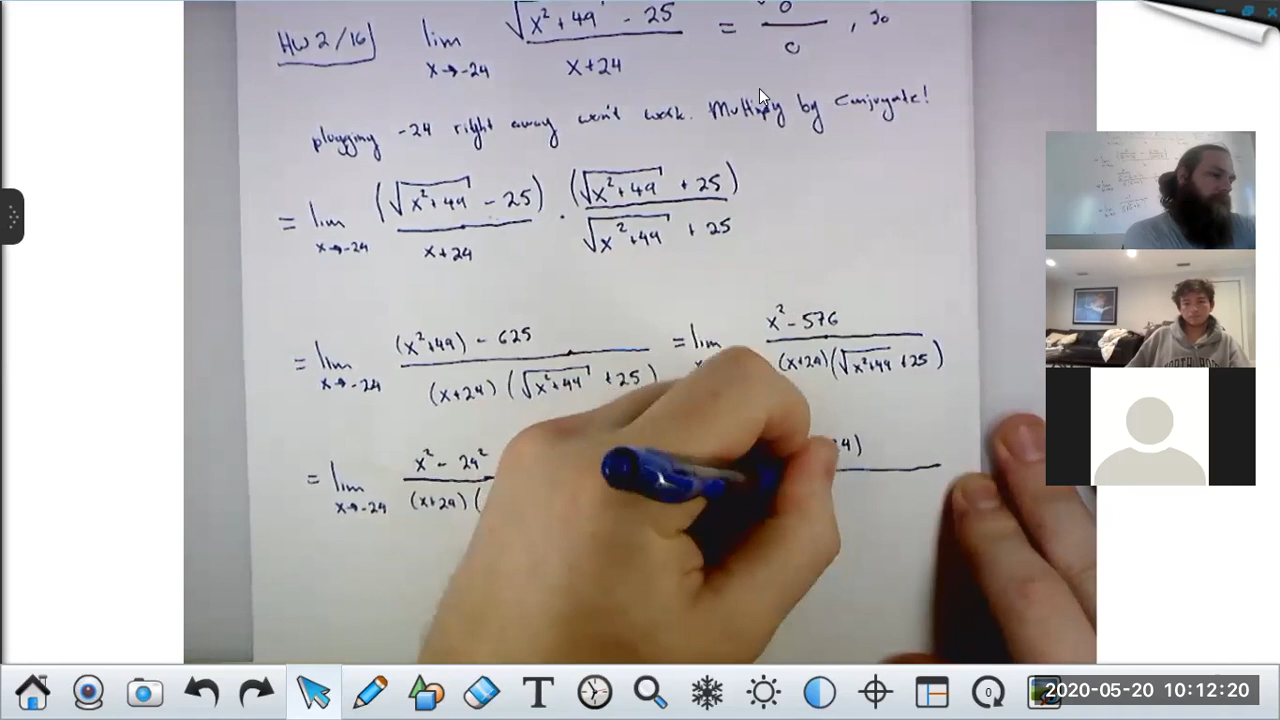 HW 2/16] lim x→-24 √x²+49 - 25 / x+24 = 0 / 0 , so
plugging -24 right away won't work. Multiply by conjugate!
= lim x→-24 (√x²+49 - 25) / x+24 · (√x²+49 + 25) / √x²+49 + 25
= lim x→-24 (x²+49) - 625 / (x+24)(√x²+49 + 25) = lim x²-576 / (x+24)(√x²+49 + 25)
= lim x→-24 x² - 24² / (x+24)( 4)
NORTH
T
0
2020-05-20 10:12:20